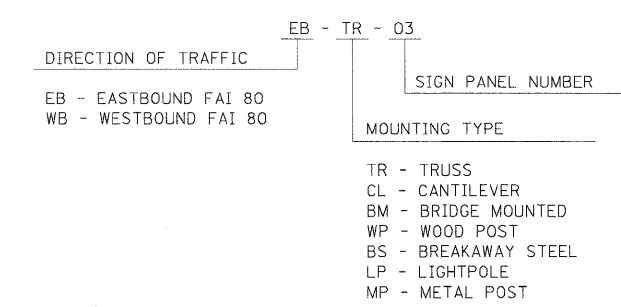 EB - TR - 03
DIRECTION OF TRAFFIC
EB - EASTBOUND FAI 80
WB - WESTBOUND FAI 80
SIGN PANEL NUMBER
MOUNTING TYPE
TR - TRUSS
CL - CANTILEVER
BM - BRIDGE MOUNTED
WP - WOOD POST
BS - BREAKAWAY STEEL
LP - LIGHTPOLE
MP - METAL POST